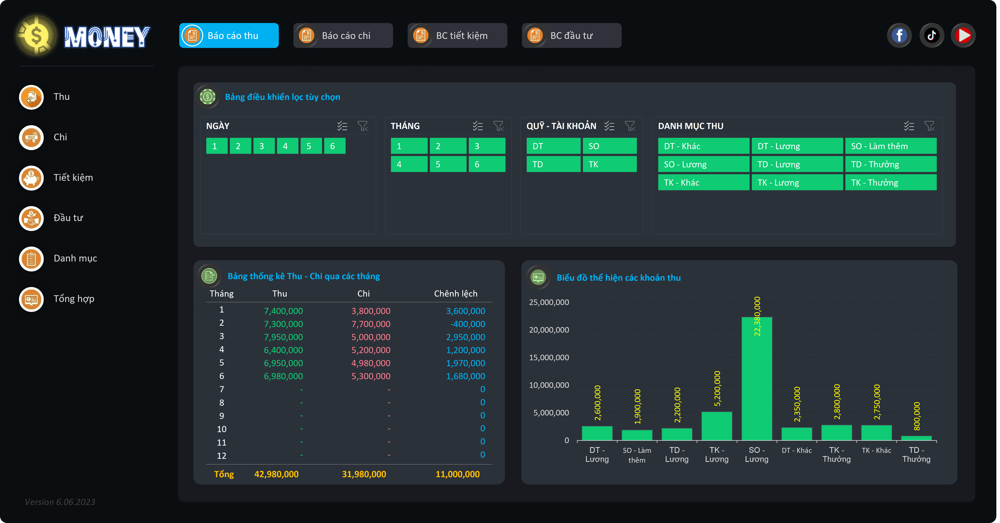 MONEY
Báo cáo thu
Báo cáo chi
BC tiết kiệm
BC đầu tư
Thu
Chi
Tiết kiệm
Đầu tư
Danh mục
Tổng hợp
Version 6.06.2023
Bảng điều khiển lọc tùy chọn
NGÀY
1 2 3 4 5 6
THÁNG
1 2 3
4 5 6
QUỸ - TÀI KHOẢN
DT SO
TD TK
DANH MỤC THU
DT - Khác DT - Lương SO - Làm thêm
SO - Lương TD - Lương TD - Thưởng
TK - Khác TK - Lương TK - Thưởng
Bảng thống kê Thu - Chi qua các tháng
Tháng Thu Chi Chênh lệch
1 7,400,000 3,800,000 3,600,000
2 7,300,000 7,700,000 -400,000
3 7,950,000 5,000,000 2,950,000
4 6,400,000 5,200,000 1,200,000
5 6,950,000 4,980,000 1,970,000
6 6,980,000 5,300,000 1,680,000
7 - - 0
8 - - 0
9 - - 0
10 - - 0
11 - - 0
12 - - 0
Tổng 42,980,000 31,980,000 11,000,000
Biểu đồ thể hiện các khoản thu
25,000,000
20,000,000
15,000,000
10,000,000
5,000,000
0
2,600,000
1,900,000
2,200,000
5,200,000
22,380,000
2,350,000
2,800,000
2,750,000
800,000
DT - Lương
SO - Làm thêm
TD - Lương
TK - Lương
SO - Lương
DT - Khác
TK - Thưởng
TK - Khác
TD - Thưởng